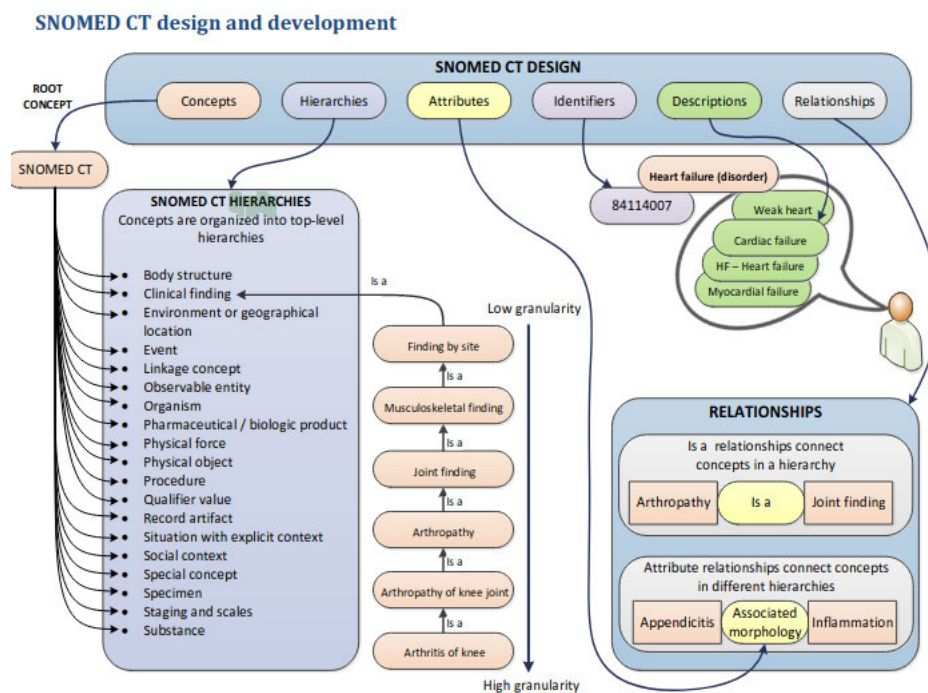 SNOMED CT design and development
SNOMED CT DESIGN
ROOT
CONCEPT
Concepts
Hierarchies
Attributes
Identifiers
Descriptions
Relationships
SNOMED CT
SNOMED CT HIERARCHIES
Concepts are organized into top-level
hierarchies
• Body structure
• Clinical finding
• Environment or geographical
location
• Event
• Linkage concept
• Observable entity
• Organism
• Pharmaceutical / biologic product
• Physical force
• Physical object
• Procedure
• Qualifier value
• Record artifact
• Situation with explicit context
• Social context
• Special concept
• Specimen
• Staging and scales
• Substance
Is a
Finding by site
Is a
Musculoskeletal finding
Is a
Joint finding
Is a
Arthropathy
Is a
Arthropathy of knee joint
Is a
Arthritis of knee
Low granularity
High granularity
Heart failure (disorder)
84114007
Weak heart
Cardiac failure
HF – Heart failure
Myocardial failure
RELATIONSHIPS
Is a relationships connect
concepts in a hierarchy
Arthropathy
Is a
Joint finding
Attribute relationships connect concepts
in different hierarchies
Appendicitis
Associated
morphology
Inflammation